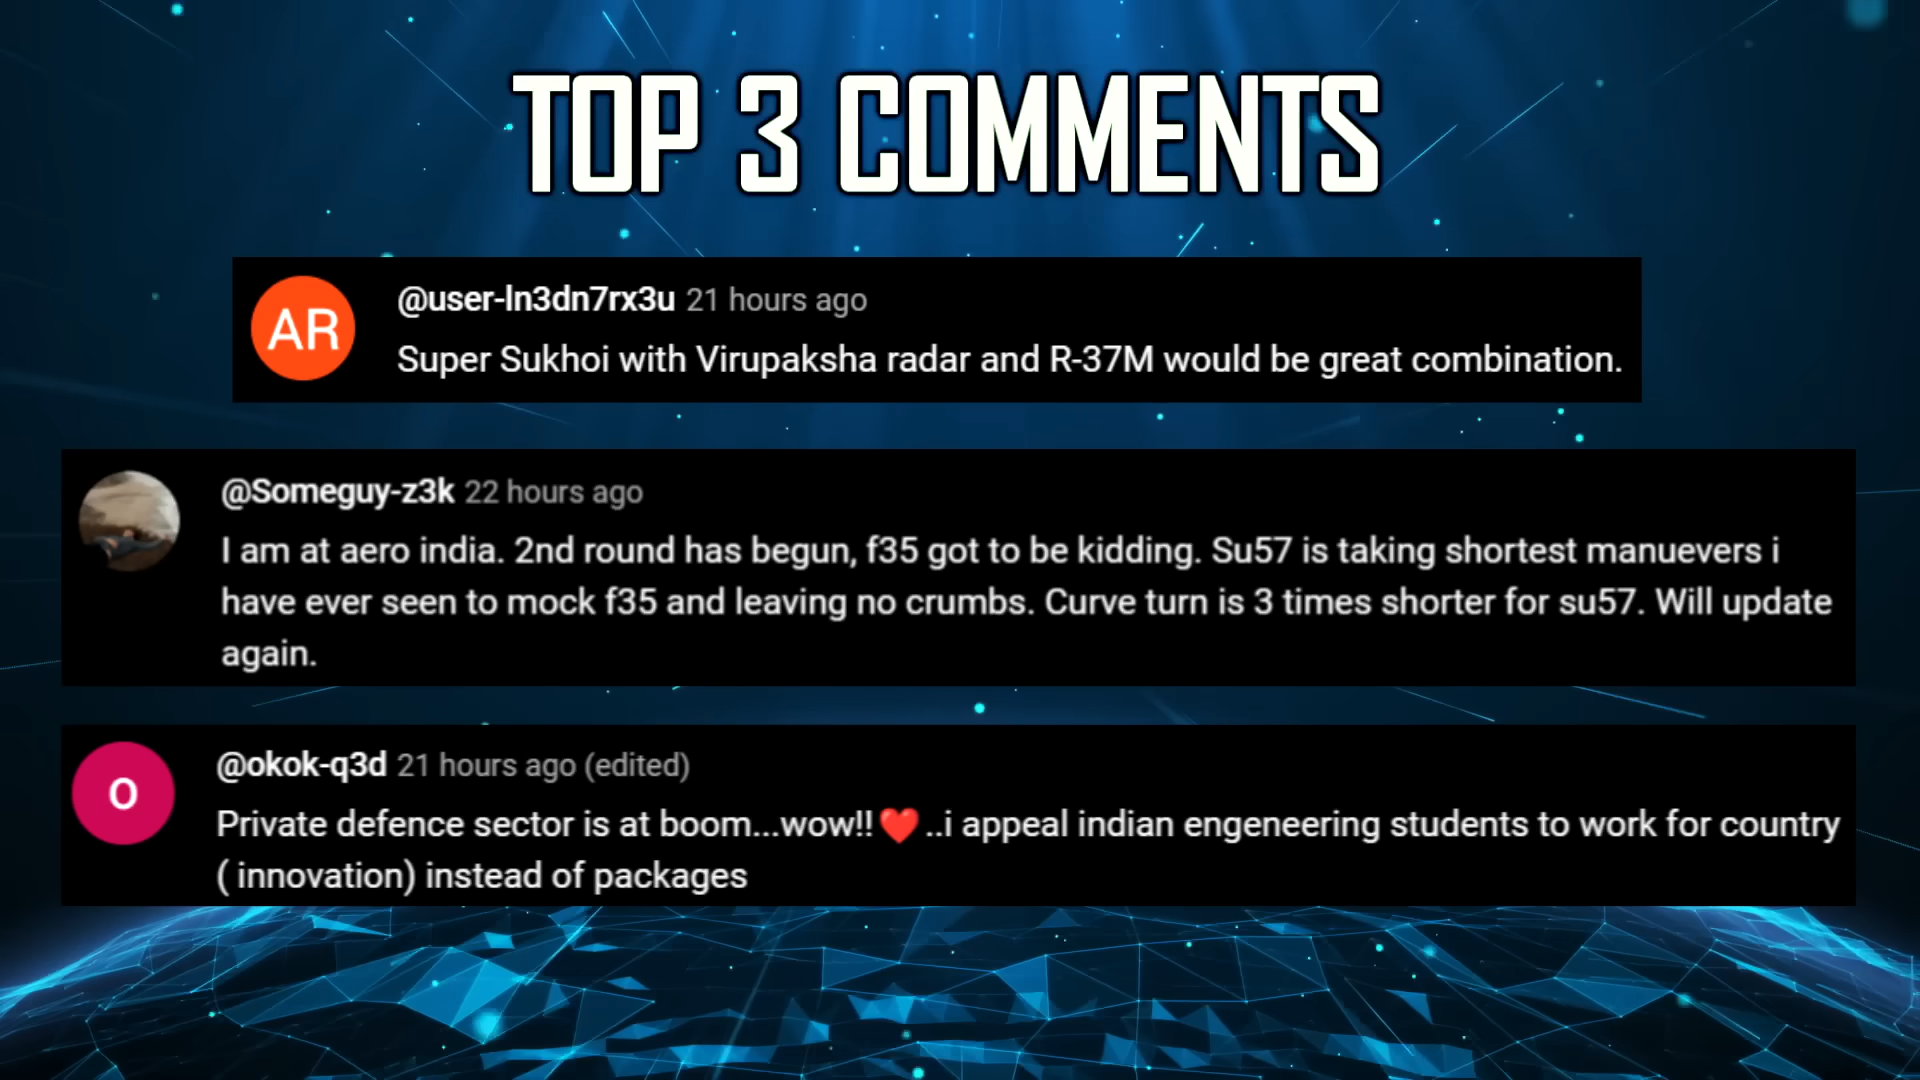 TOP 3 COMMENTS
AR
@user-ln3dn7rx3u 21 hours ago
Super Sukhoi with Virupaksha radar and R-37M would be great combination.
@Someguy-z3k 22 hours ago
I am at aero india. 2nd round has begun, f35 got to be kidding. Su57 is taking shortest manuevers i
have ever seen to mock f35 and leaving no crumbs. Curve turn is 3 times shorter for su57. Will update
again.
O
@okok-q3d 21 hours ago (edited)
Private defence sector is at boom...wow!!❤️..i appeal indian engeneering students to work for country
( innovation) instead of packages